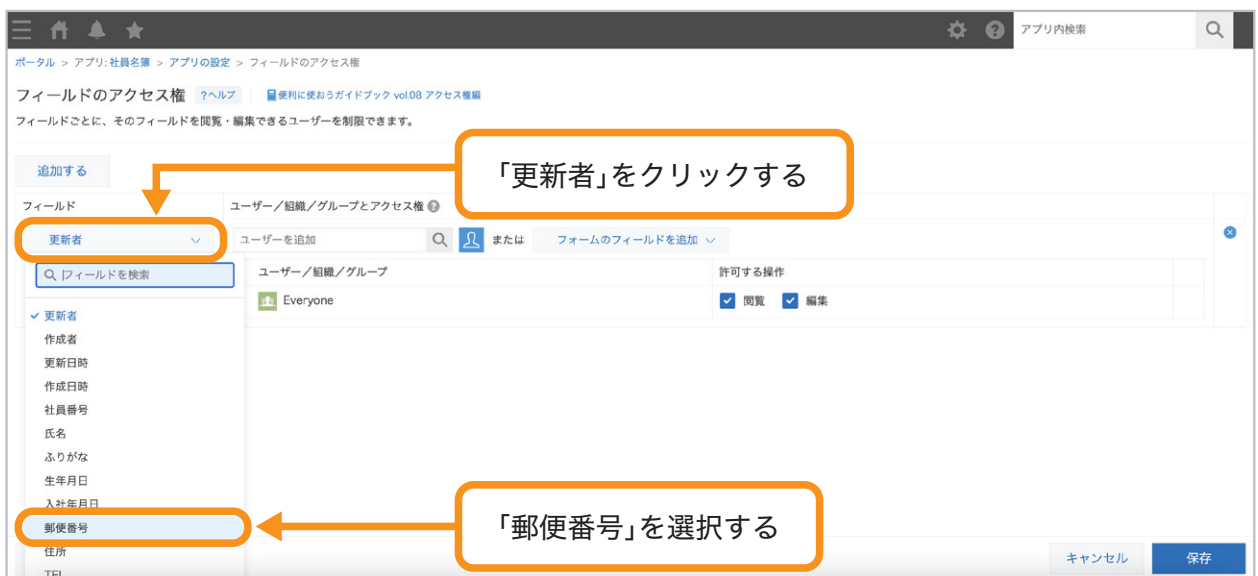 アプリ内検索
ポータル > アプリ:社員名簿 > アプリの設定 > フィールドのアクセス権
フィールドのアクセス権 ?ヘルプ 便利に使おうガイドブック vol.08 アクセス権編
フィールドごとに、そのフィールドを閲覧・編集できるユーザーを制限できます。
追加する
「更新者」をクリックする
フィールド ユーザー/組織/グループとアクセス権
更新者 ユーザーを追加 または フォームのフィールドを追加
フィールドを検索 ユーザー/組織/グループ 許可する操作
Everyone 閲覧 編集
更新者
作成者
更新日時
作成日時
社員番号
氏名
ふりがな
生年月日
入社年月日
郵便番号
「郵便番号」を選択する
住所
TEL
キャンセル 保存